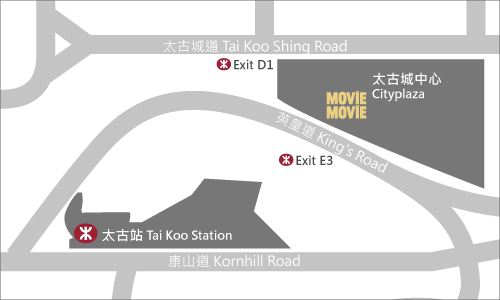 太古城道 Tai Koo Shing Road
Exit D1
太古城中心
Cityplaza
MOVIE
MOVIE
英皇道 King's Road
Exit E3
太古站 Tai Koo Station
康山道 Kornhill Road